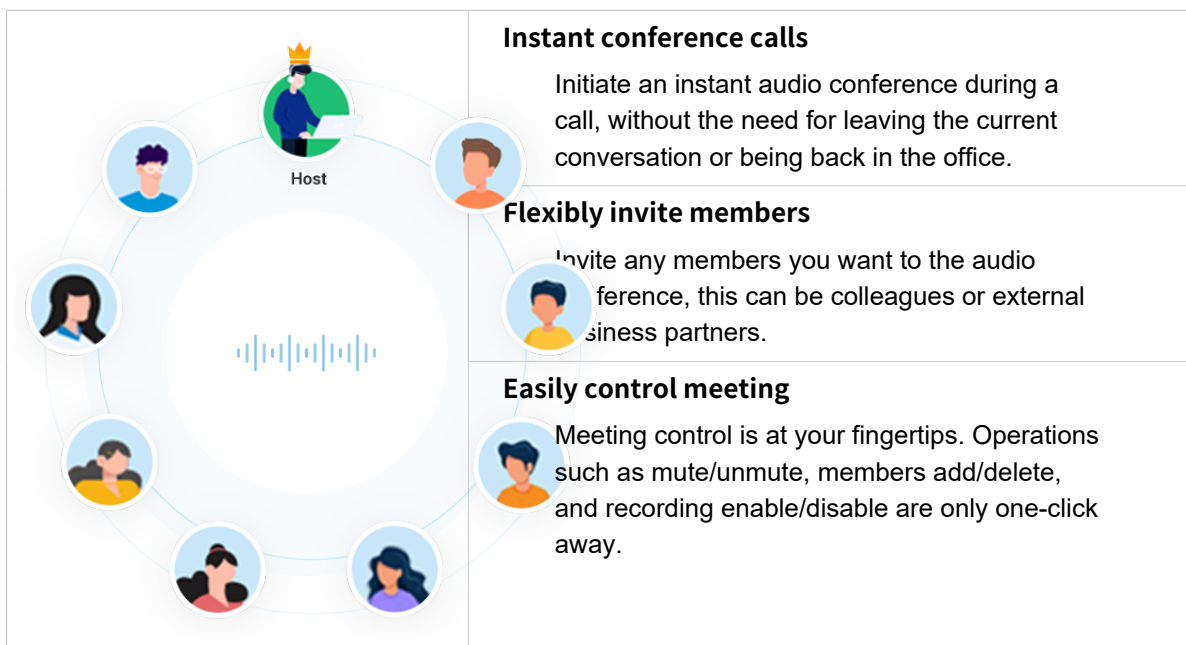 Host
Instant conference calls
Initiate an instant audio conference during a
call, without the need for leaving the current
conversation or being back in the office.
Flexibly invite members
Invite any members you want to the audio
ference, this can be colleagues or external
siness partners.
Easily control meeting
Meeting control is at your fingertips. Operations
such as mute/unmute, members add/delete,
and recording enable/disable are only one-click
away.